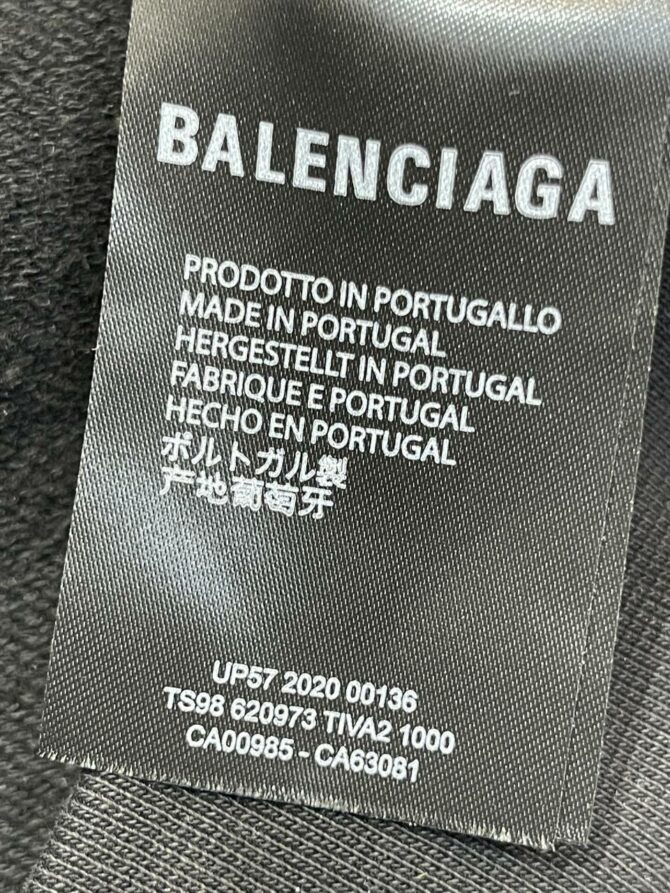 BALENCIAGA
PRODOTTO IN PORTUGALLO
MADE IN PORTUGAL
HERGESTELLT IN PORTUGAL
FABRIQUE E PORTUGAL
HECHO EN PORTUGAL
ポルトガル製
产地葡萄牙
UP57 2020 00136
TS98 620973 TIVA2 1000
CA00985 - CA63081